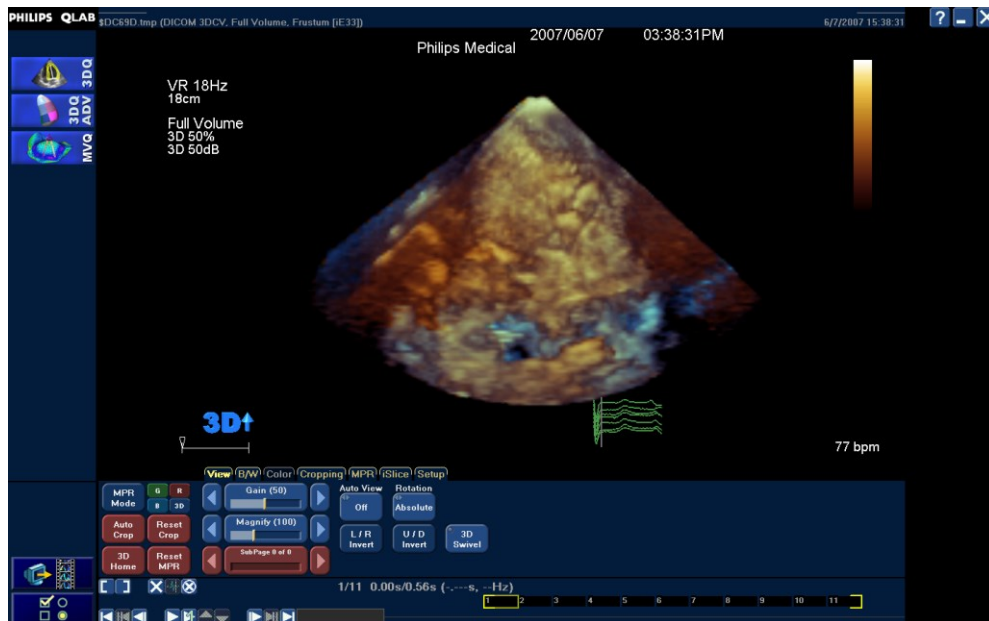 PHILIPS QLAB $DC69D.tmp (DICOM 3DCV, Full Volume, Frustum [iE33]) 6/7/2007 15:38:31 ? X
Philips Medical 2007/06/07 03:38:31PM
3DQ
3DQ ADV
MVQ
VR 18Hz
18cm
Full Volume
3D 50%
3D 50dB
3D
77 bpm
View B/W Color Cropping MPR iSlice Setup
MPR Mode G R B 3D Gain (50) Auto View Off Rotation Absolute
Auto Crop Reset Crop Magnify (100) L / R Invert U / D Invert 3D Swivel
3D Home Reset MPR SubPage 0 of 0
1/11 0.00s/0.56s (-.---s, --Hz)
1 2 3 4 5 6 7 8 9 10 11